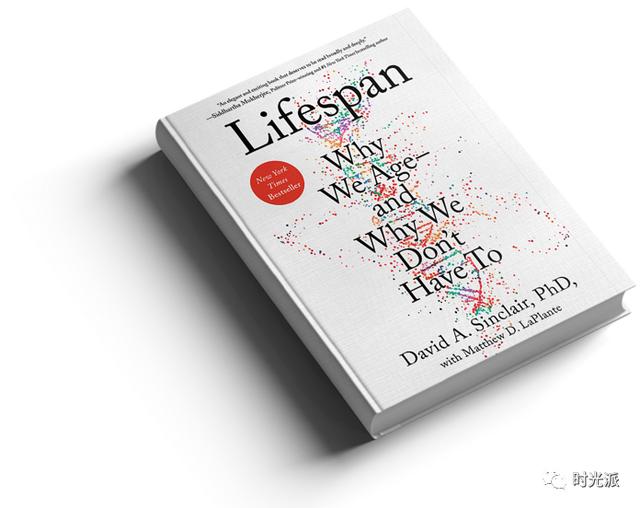 "An elegant and exciting book that deserves to be read broadly and deeply."
—Siddhartha Mukherjee, Pulitzer Prize-winning and #1 New York Times bestselling author
Lifespan
New York
Times
Bestseller
Why
We Age—
and
Why We
Don't
Have To
David A. Sinclair, PhD,
with Matthew D. LaPlante
时光派